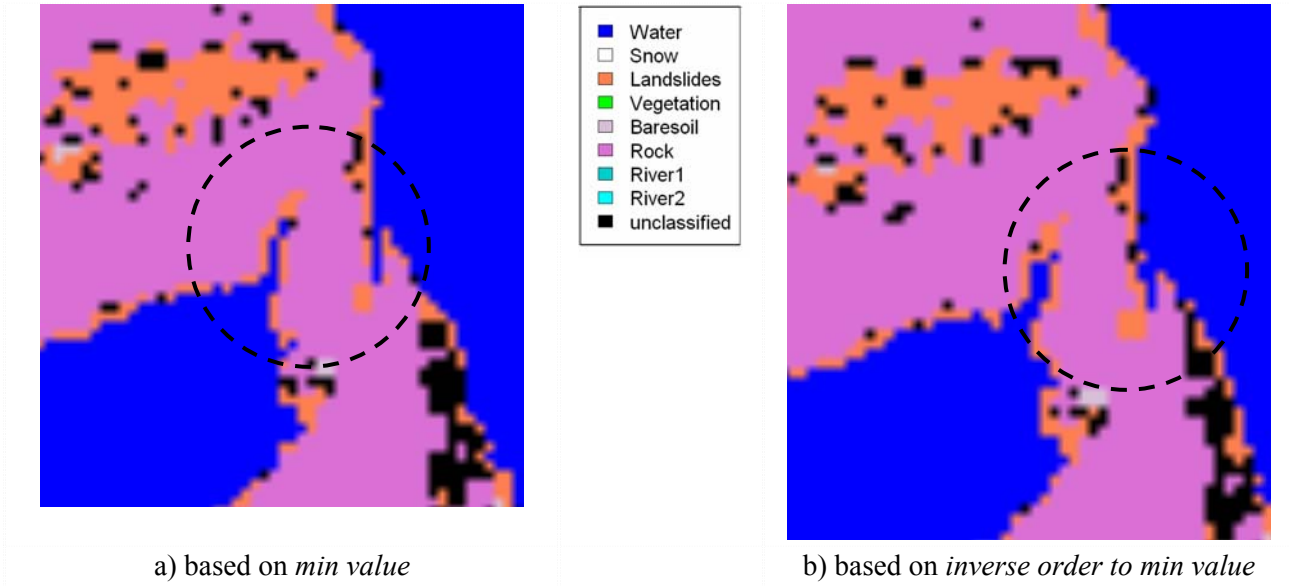 Water
Snow
Landslides
Vegetation
Baresoil
Rock
River1
River2
unclassified
a) based on min value
b) based on inverse order to min value